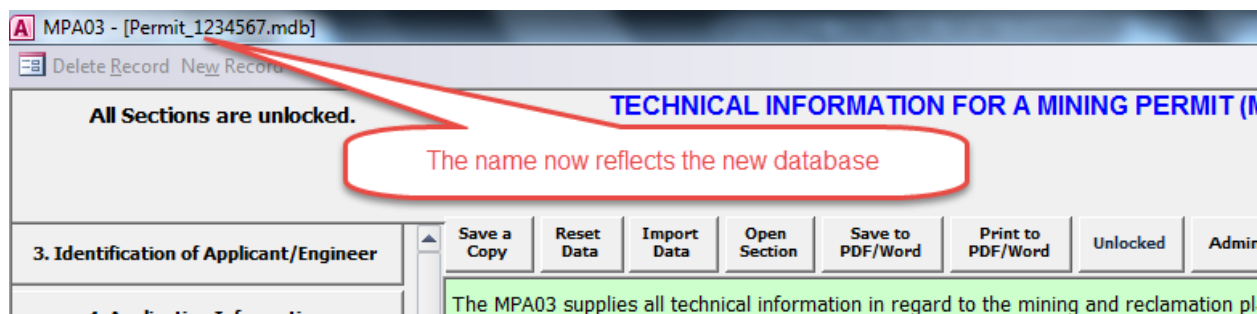 MPA03 - [Permit_1234567.mdb]
Delete Record New Record
All Sections are unlocked.
TECHNICAL INFORMATION FOR A MINING PERMIT (M
The name now reflects the new database
3. Identification of Applicant/Engineer
Save a Copy
Reset Data
Import Data
Open Section
Save to PDF/Word
Print to PDF/Word
Unlocked
Admin
The MPA03 supplies all technical information in regard to the mining and reclamation pl